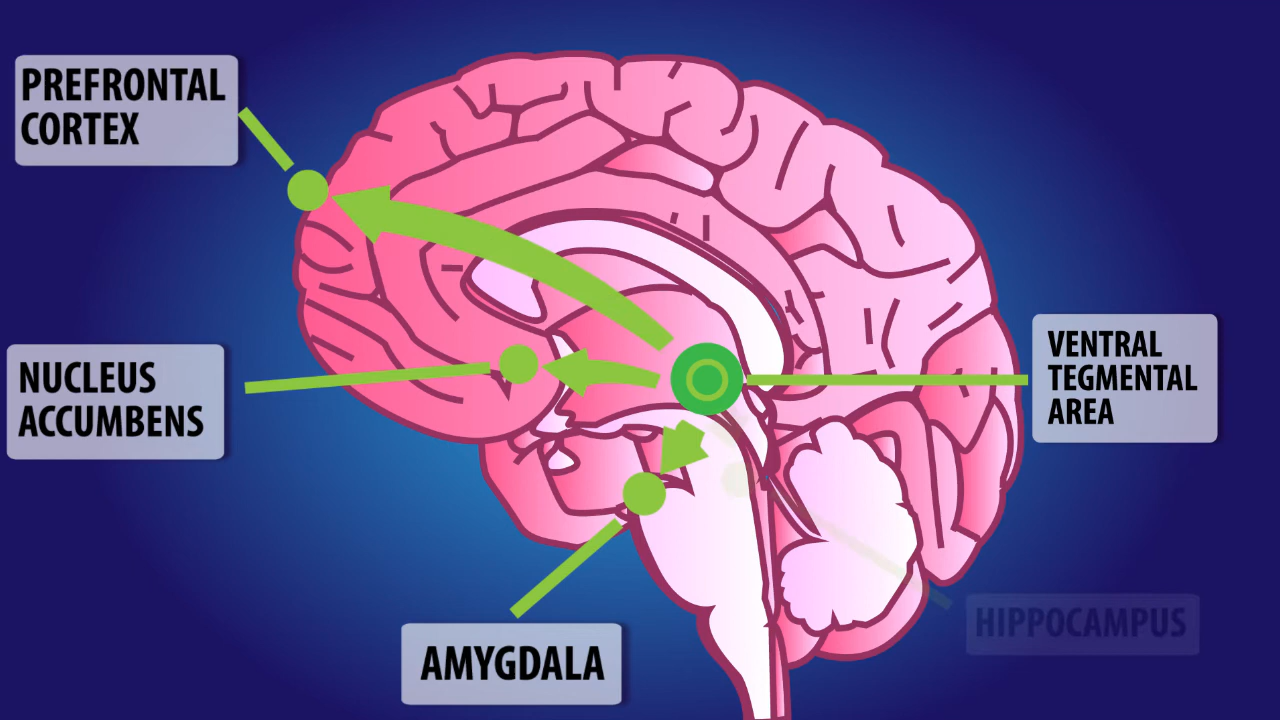 PREFRONTAL
CORTEX
NUCLEUS
ACCUMBENS
VENTRAL
TEGMENTAL
AREA
HIPPOCAMPUS
AMYGDALA